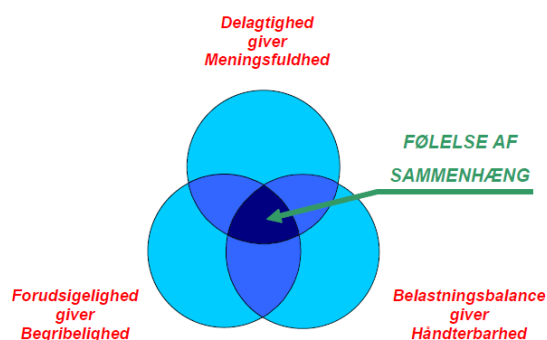 Delagtighed
giver
Meningsfuldhed
FØLELSE AF
SAMMENHÆNG
Forudsigelighed
giver
Begribelighed
Belastningsbalance
giver
Håndterbarhed